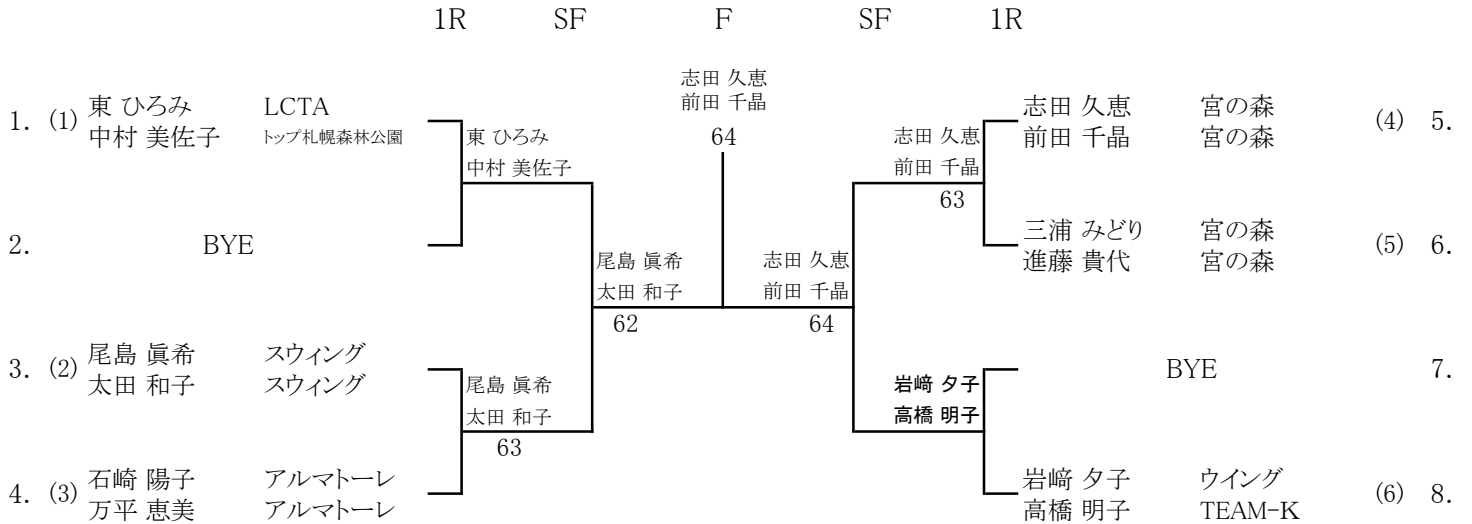 1R SF F SF 1R
志田 久恵
前田 千晶
64
1. (1) 東 ひろみ LCTA
中村 美佐子 トップ札幌森林公園
東 ひろみ
中村 美佐子
2. BYE
尾島 眞希
太田 和子
62
3. (2) 尾島 眞希 スウィング
太田 和子 スウィング
尾島 眞希
太田 和子
63
4. (3) 石崎 陽子 アルマトーレ
万平 恵美 アルマトーレ
志田 久恵 宮の森 (4) 5.
前田 千晶 宮の森
志田 久恵
前田 千晶
63
三浦 みどり 宮の森 (5) 6.
進藤 貴代 宮の森
志田 久恵
前田 千晶
64
BYE 7.
岩﨑 夕子
高橋 明子
岩﨑 夕子 ウイング (6) 8.
高橋 明子 TEAM-K